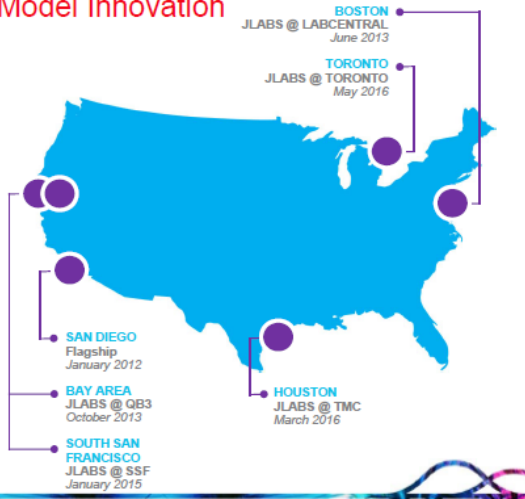 Model Innovation
BOSTON
JLABS @ LABCENTRAL
June 2013
TORONTO
JLABS @ TORONTO
May 2016
SAN DIEGO
Flagship
January 2012
BAY AREA
JLABS @ QB3
October 2013
SOUTH SAN
FRANCISCO
JLABS @ SSF
January 2015
HOUSTON
JLABS @ TMC
March 2016